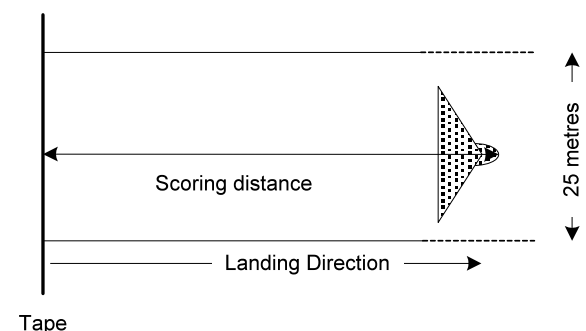 25 metres
Scoring distance
Landing Direction
Tape